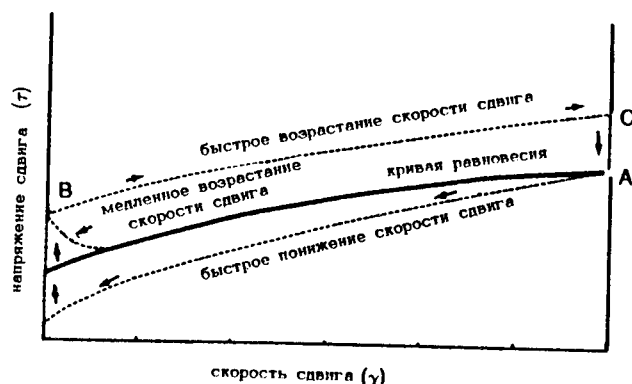 напряжение сдвига (τ)
быстрое возрастание скорости сдвига
C
B
медленное возрастание
скорости сдвига
кривая равновесия
A
быстрое понижение скорости сдвига
скорость сдвига (γ)